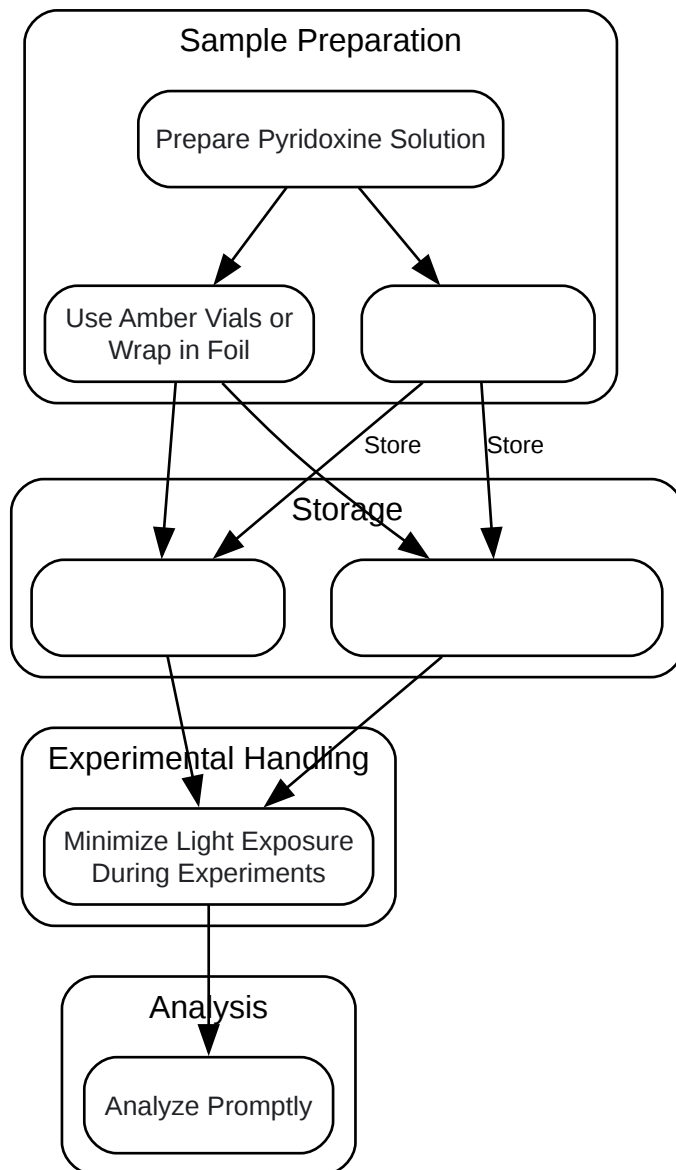 Sample Preparation
Prepare Pyridoxine Solution
Use Amber Vials or
Wrap in Foil
Store
Store
Storage
Experimental Handling
Minimize Light Exposure
During Experiments
Analysis
Analyze Promptly